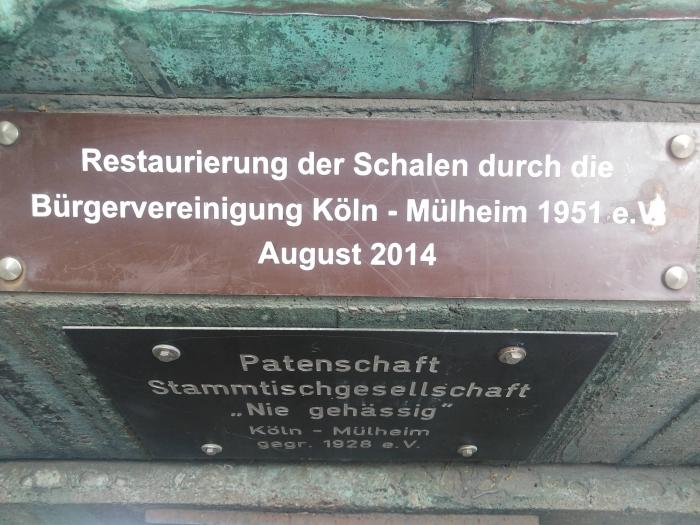 Restaurierung der Schalen durch die
Bürgervereinigung Köln - Mülheim 1951 e.V.
August 2014
Patenschaft
Stammtischgesellschaft
„Nie gehässig"
Köln - Mülheim
gegr. 1928 e.V.